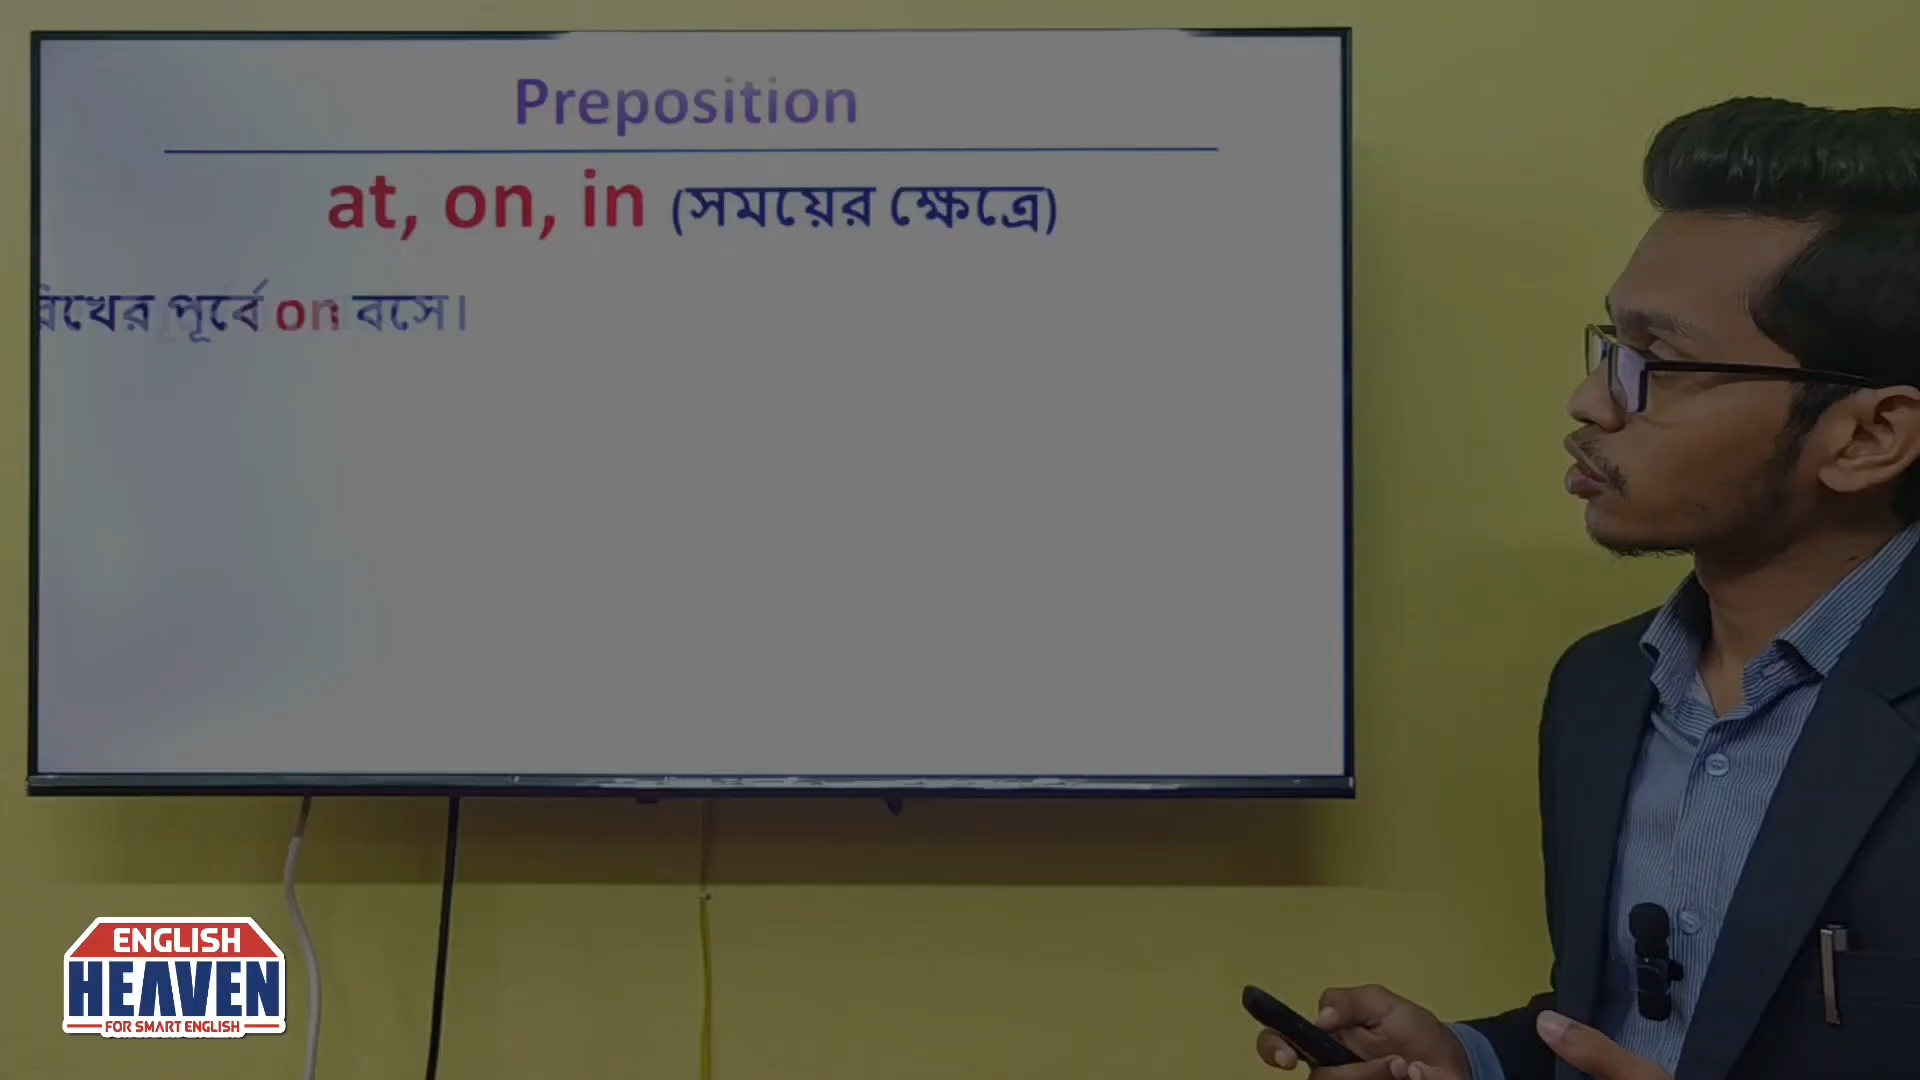 Preposition
at, on, in (সময়ের ক্ষেত্রে)
পূর্বে on বসে।
ENGLISH
HEAVEN
FOR SMART ENGLISH